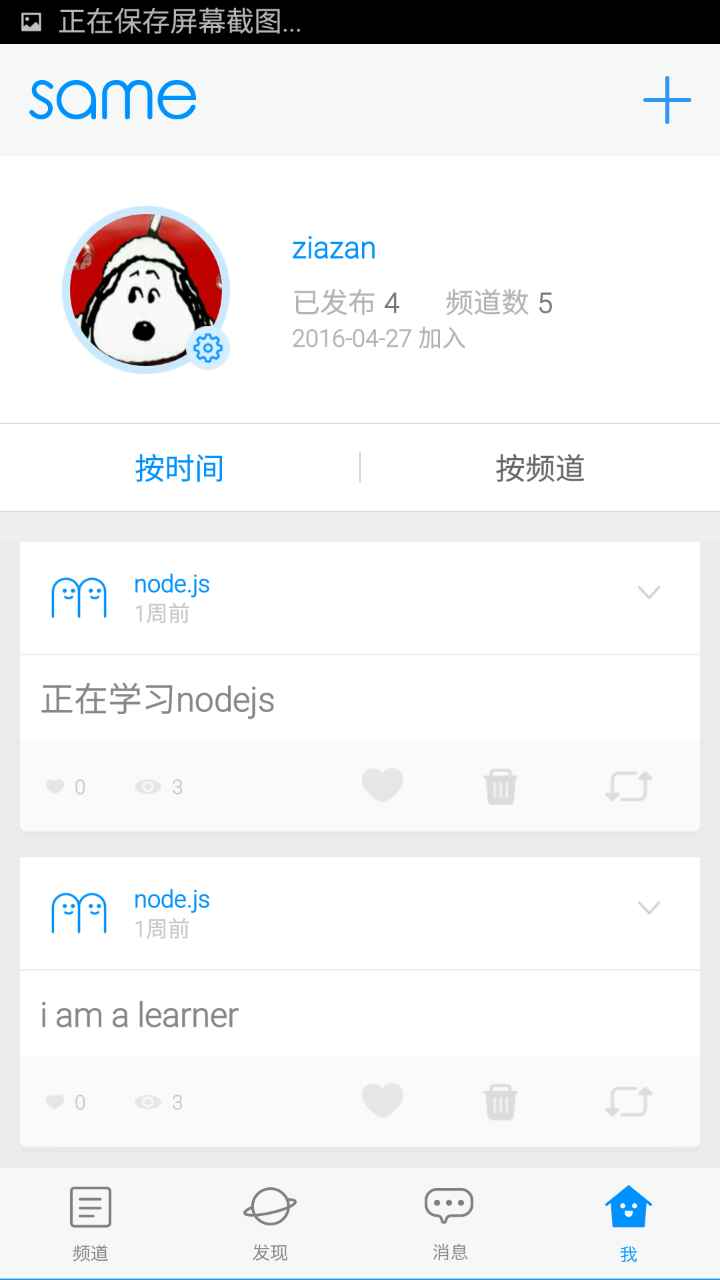 正在保存屏幕截图...
same
ziazan
已发布 4 频道数 5
2016-04-27 加入
按时间 按频道
node.js
1周前
正在学习nodejs
0 3
node.js
1周前
i am a learner
0 3
频道 发现 消息 我